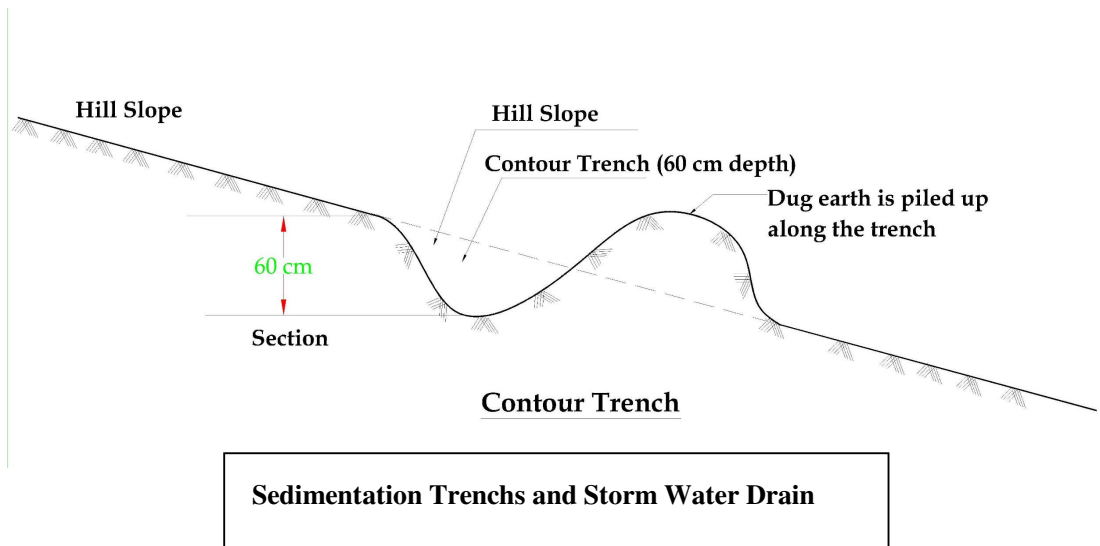 Hill Slope
Hill Slope
Contour Trench (60 cm depth)
Dug earth is piled up
along the trench
60 cm
Section
Contour Trench
Sedimentation Trenchs and Storm Water Drain